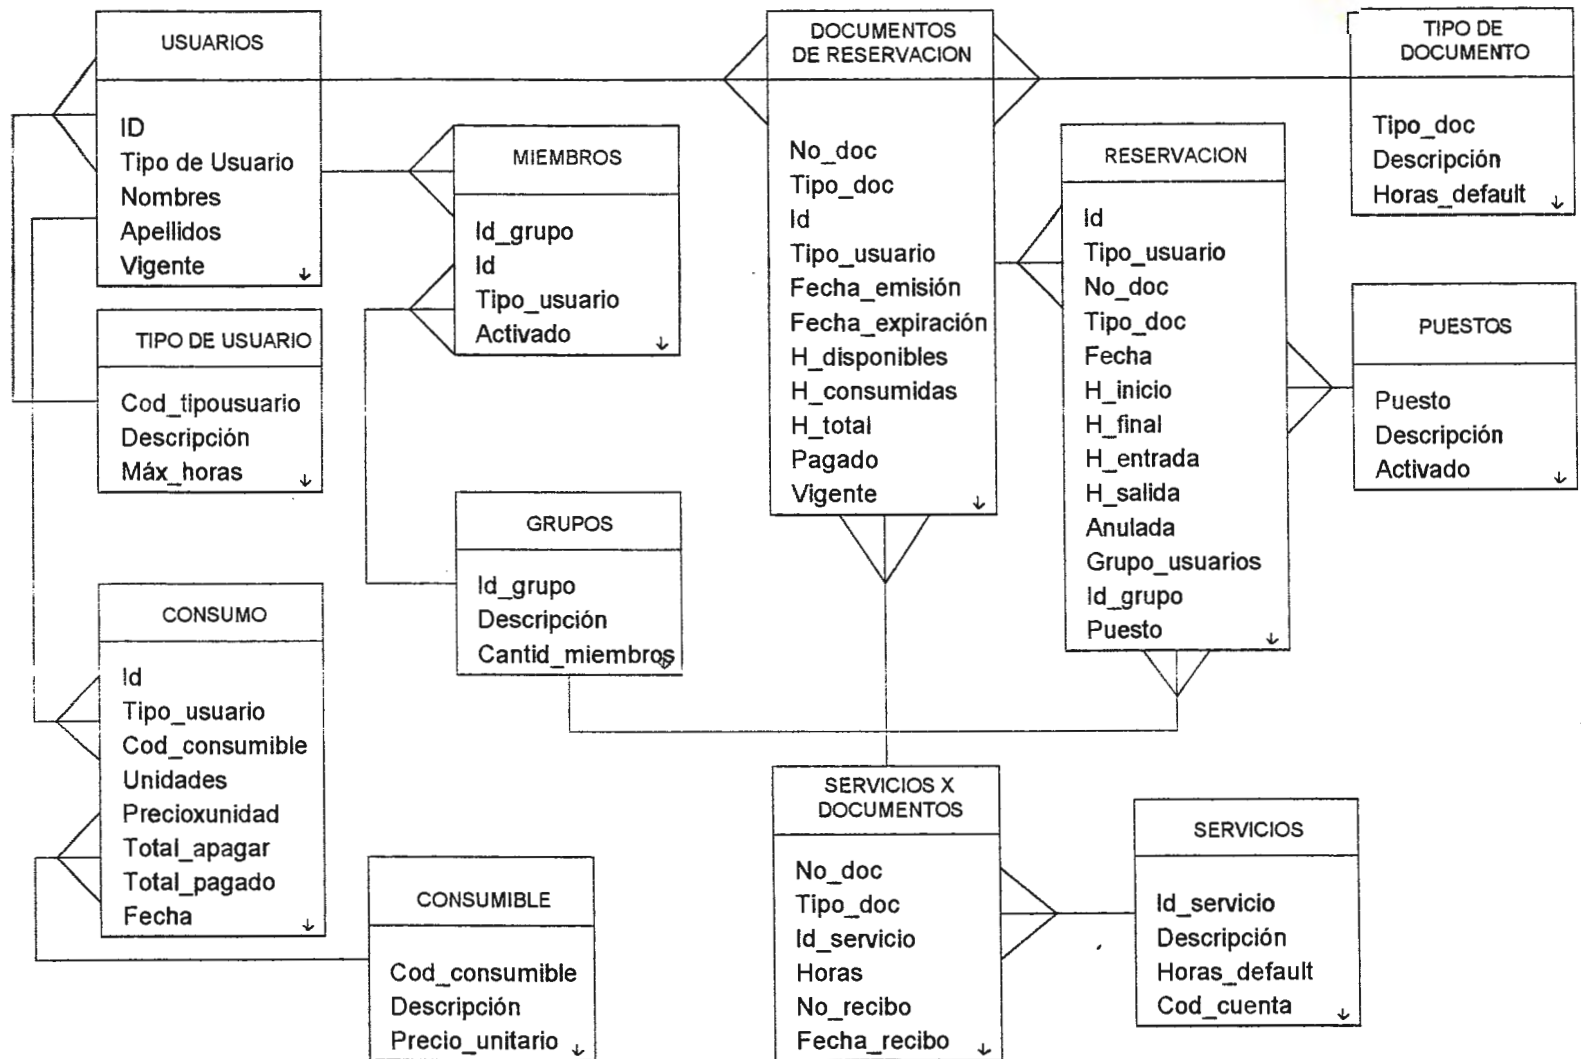 USUARIOS
ID
Tipo de Usuario
Nombres
Apellidos
Vigente
TIPO DE USUARIO
Cod_tipousuario
Descripción
Máx_horas
CONSUMO
Id
Tipo_usuario
Cod_consumible
Unidades
Precioxunidad
Total_apagar
Total_pagado
Fecha
MIEMBROS
Id_grupo
Id
Tipo_usuario
Activado
GRUPOS
Id_grupo
Descripción
Cantid_miembros
CONSUMIBLE
Cod_consumible
Descripción
Precio_unitario
DOCUMENTOS
DE RESERVACION
No_doc
Tipo_doc
Id
Tipo_usuario
Fecha_emisión
Fecha_expiración
H_disponibles
H_consumidas
H_total
Pagado
Vigente
SERVICIOS X
DOCUMENTOS
No_doc
Tipo_doc
Id_servicio
Horas
No_recibo
Fecha_recibo
RESERVACION
Id
Tipo_usuario
No_doc
Tipo_doc
Fecha
H_inicio
H_final
H_entrada
H_salida
Anulada
Grupo_usuarios
Id_grupo
Puesto
SERVICIOS
Id_servicio
Descripción
Horas_default
Cod_cuenta
TIPO DE
DOCUMENTO
Tipo_doc
Descripción
Horas_default
PUESTOS
Puesto
Descripción
Activado